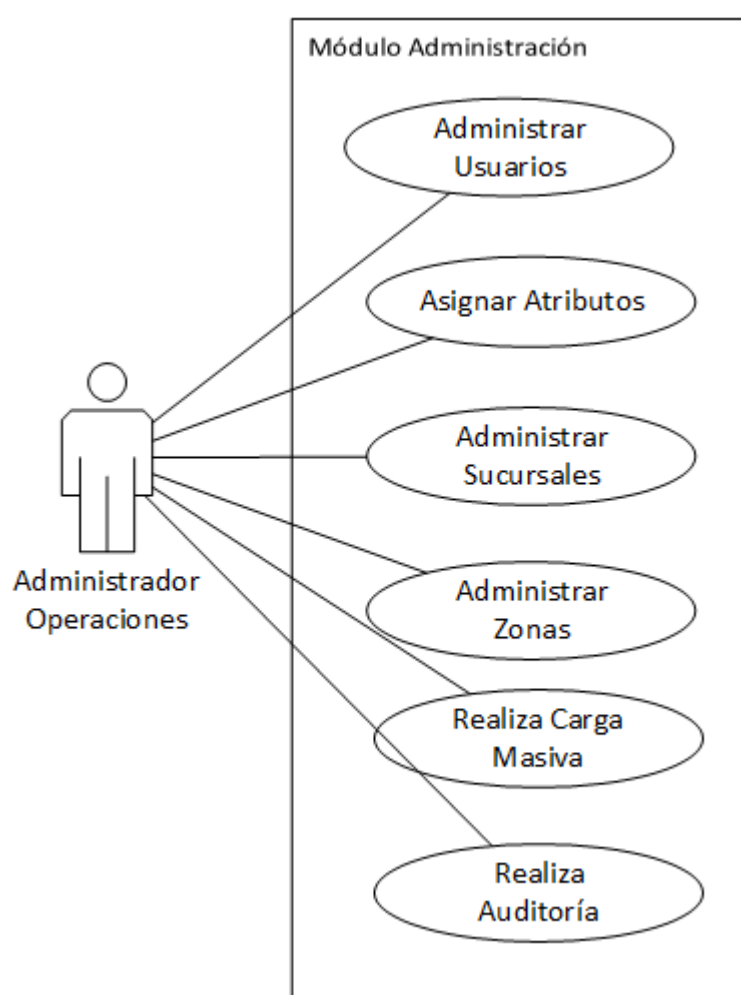 Módulo Administración
Administrar
Usuarios
Asignar Atributos
Administrar
Sucursales
Administrador
Operaciones
Administrar
Zonas
Realiza Carga
Masiva
Realiza
Auditoría